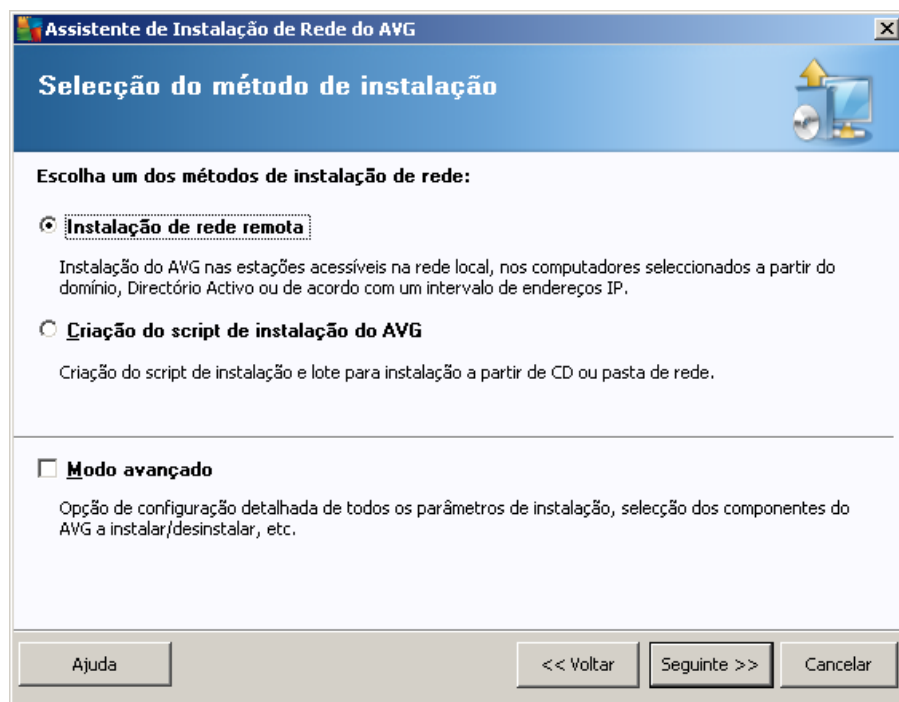 Assistente de Instalação de Rede do AVG
Selecção do método de instalação
Escolha um dos métodos de instalação de rede:
Instalação de rede remota
Instalação do AVG nas estações acessíveis na rede local, nos computadores seleccionados a partir do
domínio, Directório Activo ou de acordo com um intervalo de endereços IP.
Criação do script de instalação do AVG
Criação do script de instalação e lote para instalação a partir de CD ou pasta de rede.
Modo avançado
Opção de configuração detalhada de todos os parâmetros de instalação, selecção dos componentes do
AVG a instalar/desinstalar, etc.
Ajuda
<< Voltar
Seguinte >>
Cancelar